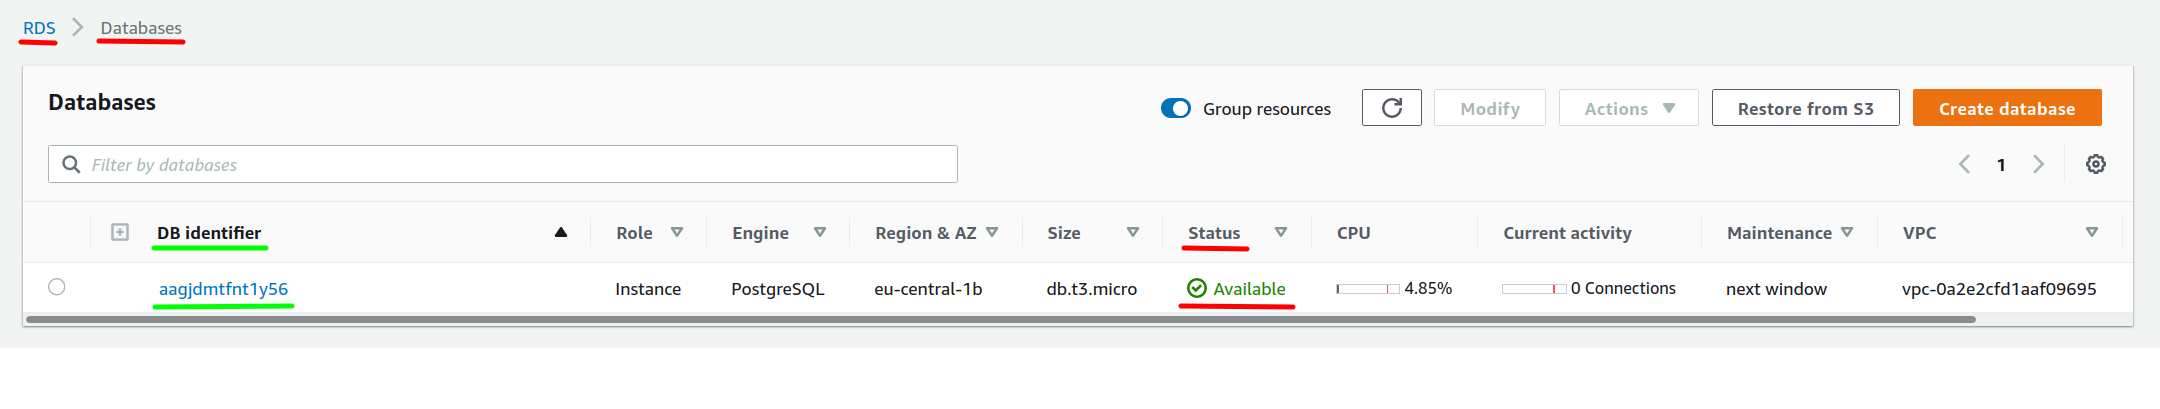 RDS > Databases
Databases
Group resources Modify Actions Restore from S3 Create database
Filter by databases 1
DB identifier Role Engine Region & AZ Size Status CPU Current activity Maintenance VPC
aagjdmtfnt1y56 Instance PostgreSQL eu-central-1b db.t3.micro Available 4.85% 0 Connections next window vpc-0a2e2cfd1aaf09695